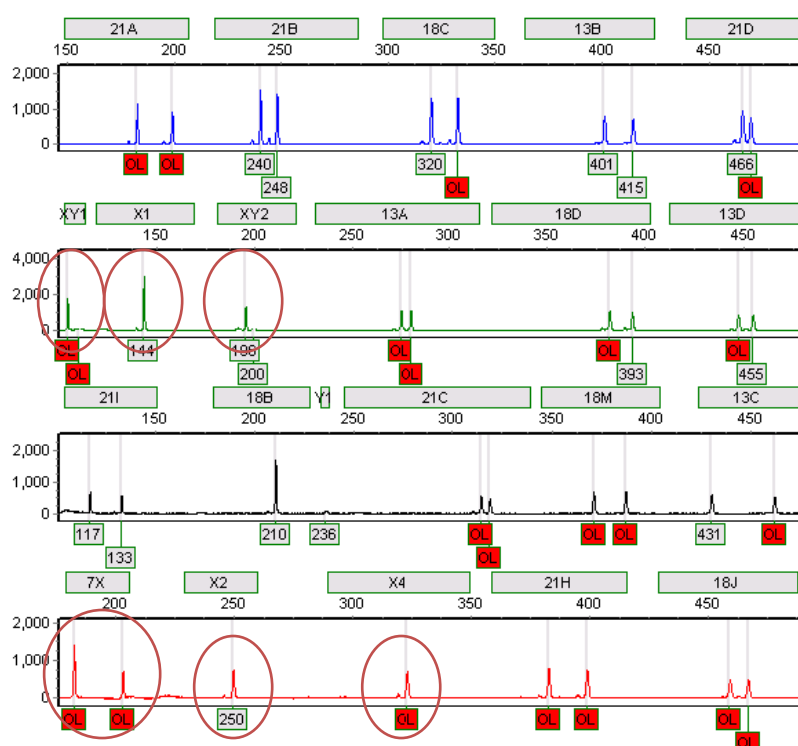 21A 21B 18C 13B 21D
150 200 250 300 350 400 450
2,000
1,000
0
OL OL 240 320 401 466
248 OL 415 OL
XY1 X1 XY2 13A 18D 13D
150 200 250 300 350 400 450
4,000
2,000
0
OL 144 OL OL 
OL 200 OL 393 455
21I 18B Y1 21C 18M 13C
150 200 250 300 350 400 450
2,000
1,000
0
117 210 236 OL OL OL 431 OL
133 OL
7X X2 X4 21H 18J
200 250 300 350 400 450
2,000
1,000
0
OL OL 250 OL OL OL OL
OL